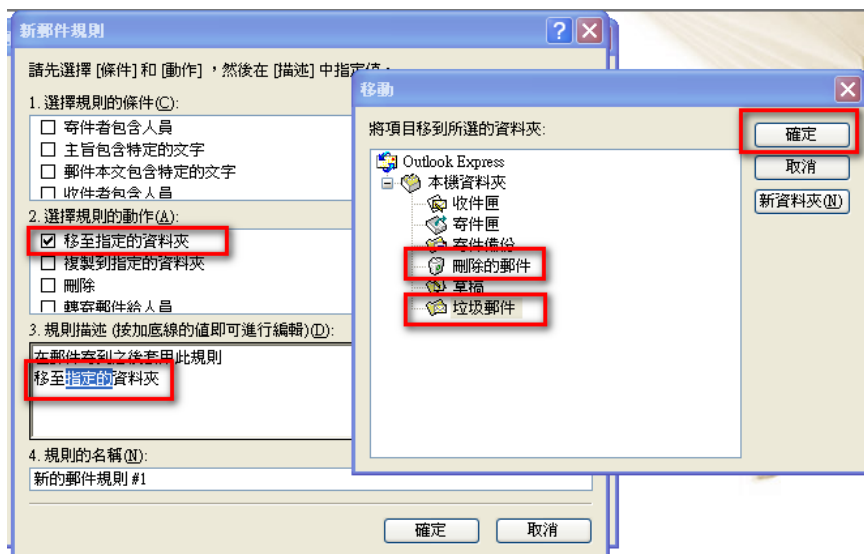 新郵件規則
請先選擇 [條件] 和 [動作]，然後在 [描述] 中指定值。
1. 選擇規則的條件(C):
寄件者包含人員
主旨包含特定的文字
郵件本文包含特定的文字
收件者包含人員
2. 選擇規則的動作(A):
移至指定的資料夾
複製到指定的資料夾
刪除
轉寄郵件給人員
3. 規則描述 (按加底線的值即可進行編輯)(D):
在郵件寄到之後套用此規則
移至指定的資料夾
4. 規則的名稱(N):
新的郵件規則 #1
確定
取消
移動
將項目移到所選的資料夾:
Outlook Express
本機資料夾
收件匣
寄件匣
寄件備份
刪除的郵件
草稿
垃圾郵件
確定
取消
新資料夾(N)